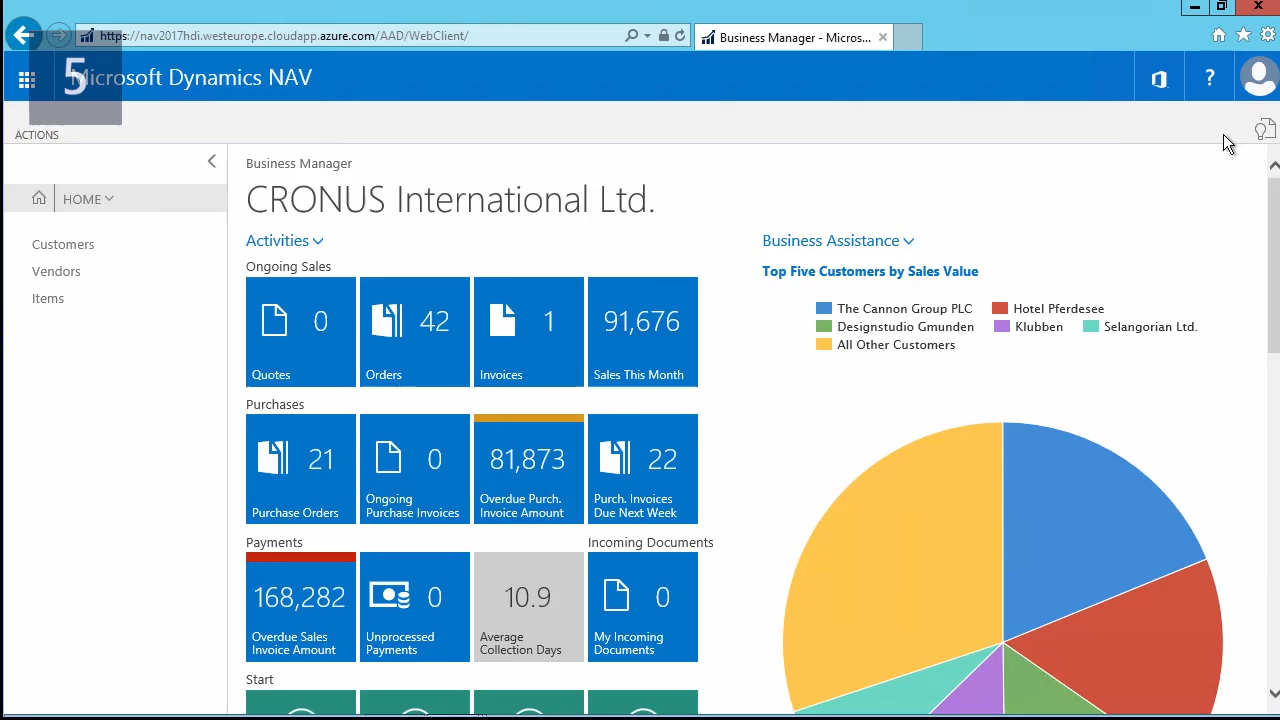 https://nav2017hdi.westeurope.cloudapp.azure.com/AAD/WebClient/
Business Manager - Micros...
5
Microsoft Dynamics NAV
?
ACTIONS
HOME
Customers
Vendors
Items
Business Manager
CRONUS International Ltd.
Activities
Ongoing Sales
0
Quotes
42
Orders
1
Invoices
91,676
Sales This Month
Purchases
21
Purchase Orders
0
Ongoing
Purchase Invoices
81,873
Overdue Purch.
Invoice Amount
22
Purch. Invoices
Due Next Week
Payments
168,282
Overdue Sales
Invoice Amount
0
Unprocessed
Payments
10.9
Average
Collection Days
Incoming Documents
0
My Incoming
Documents
Start
Business Assistance
Top Five Customers by Sales Value
The Cannon Group PLC
Hotel Pferdesee
Designstudio Gmunden
Klubben
Selangorian Ltd.
All Other Customers